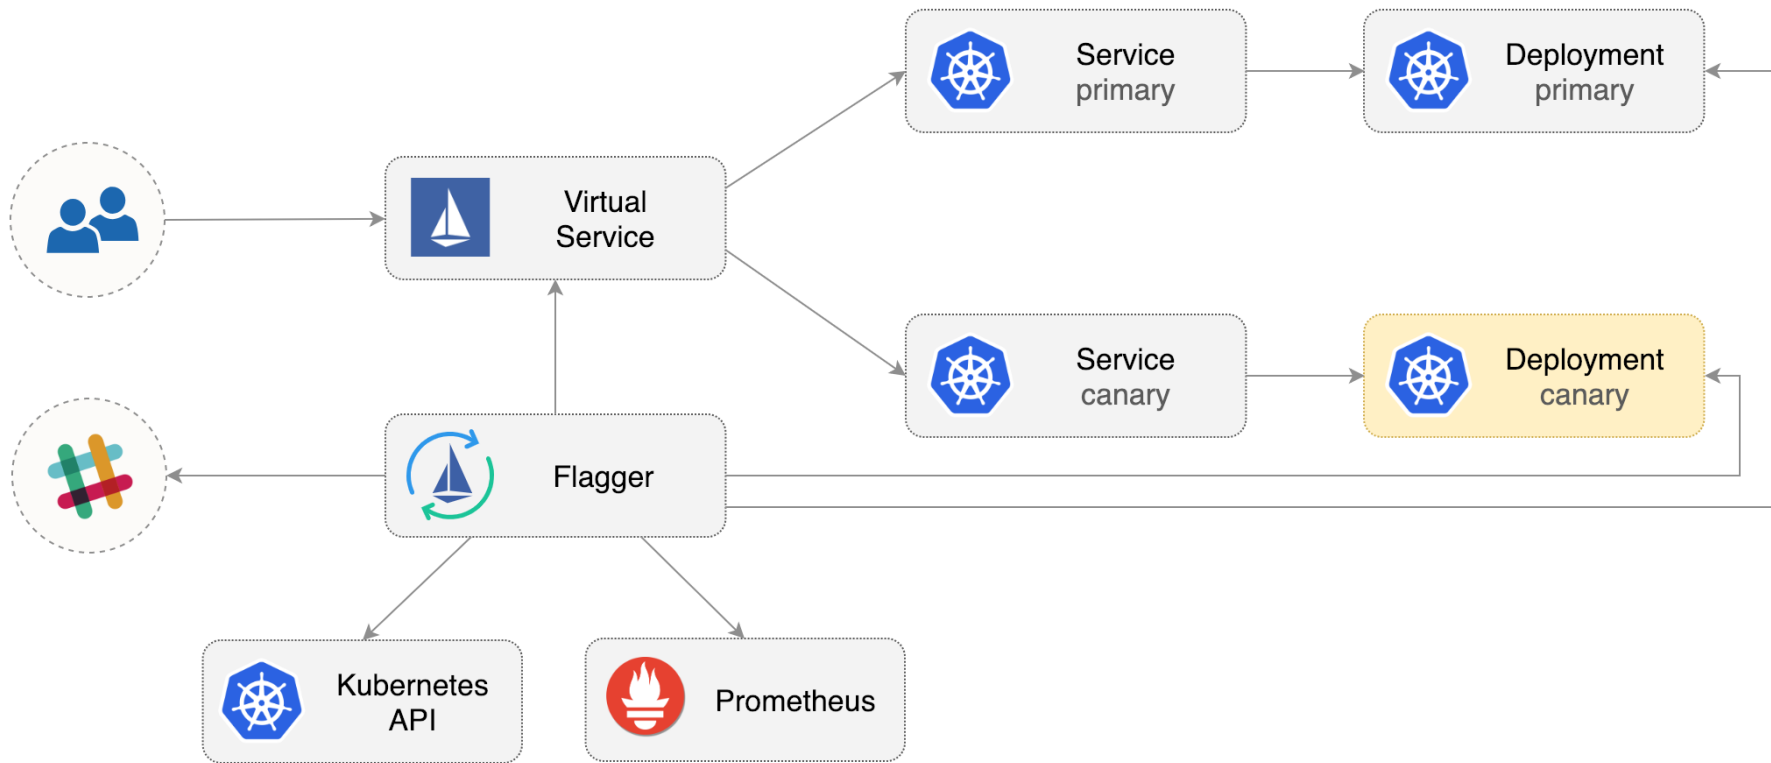 Service
primary
Deployment
primary
Virtual
Service
Service
canary
Deployment
canary
Flagger
Kubernetes
API
Prometheus